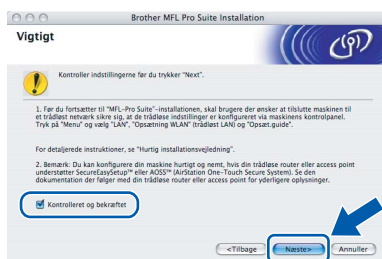 Brother MFL Pro Suite Installation
Vigtigt
Kontroller indstillingerne før du trykker "Next".
1. Før du fortsætter til "MFL-Pro Suite"-installationen, skal brugere der ønsker at tilslutte maskinen til
et trådløst netværk sikre sig, at de trådløse indstillinger er konfigureret via maskinens kontrolpanel.
Tryk på "Menu" og vælg "LAN", "Opsætning WLAN" (trådløst LAN) og "Opsæt.guide".
For detaljerede instruktioner, se "Hurtig installationsvejledning".
2. Bemærk: Du kan konfigurere din maskine hurtigt og nemt, hvis din trådløse router eller access point
understøtter SecureEasySetup™ eller AOSS™ (AirStation One-Touch Secure System). Se den
dokumentation der følger med din trådløse router eller access point for yderligere oplysninger.
Kontrolleret og bekræftet
<Tilbage Næste> Annuller